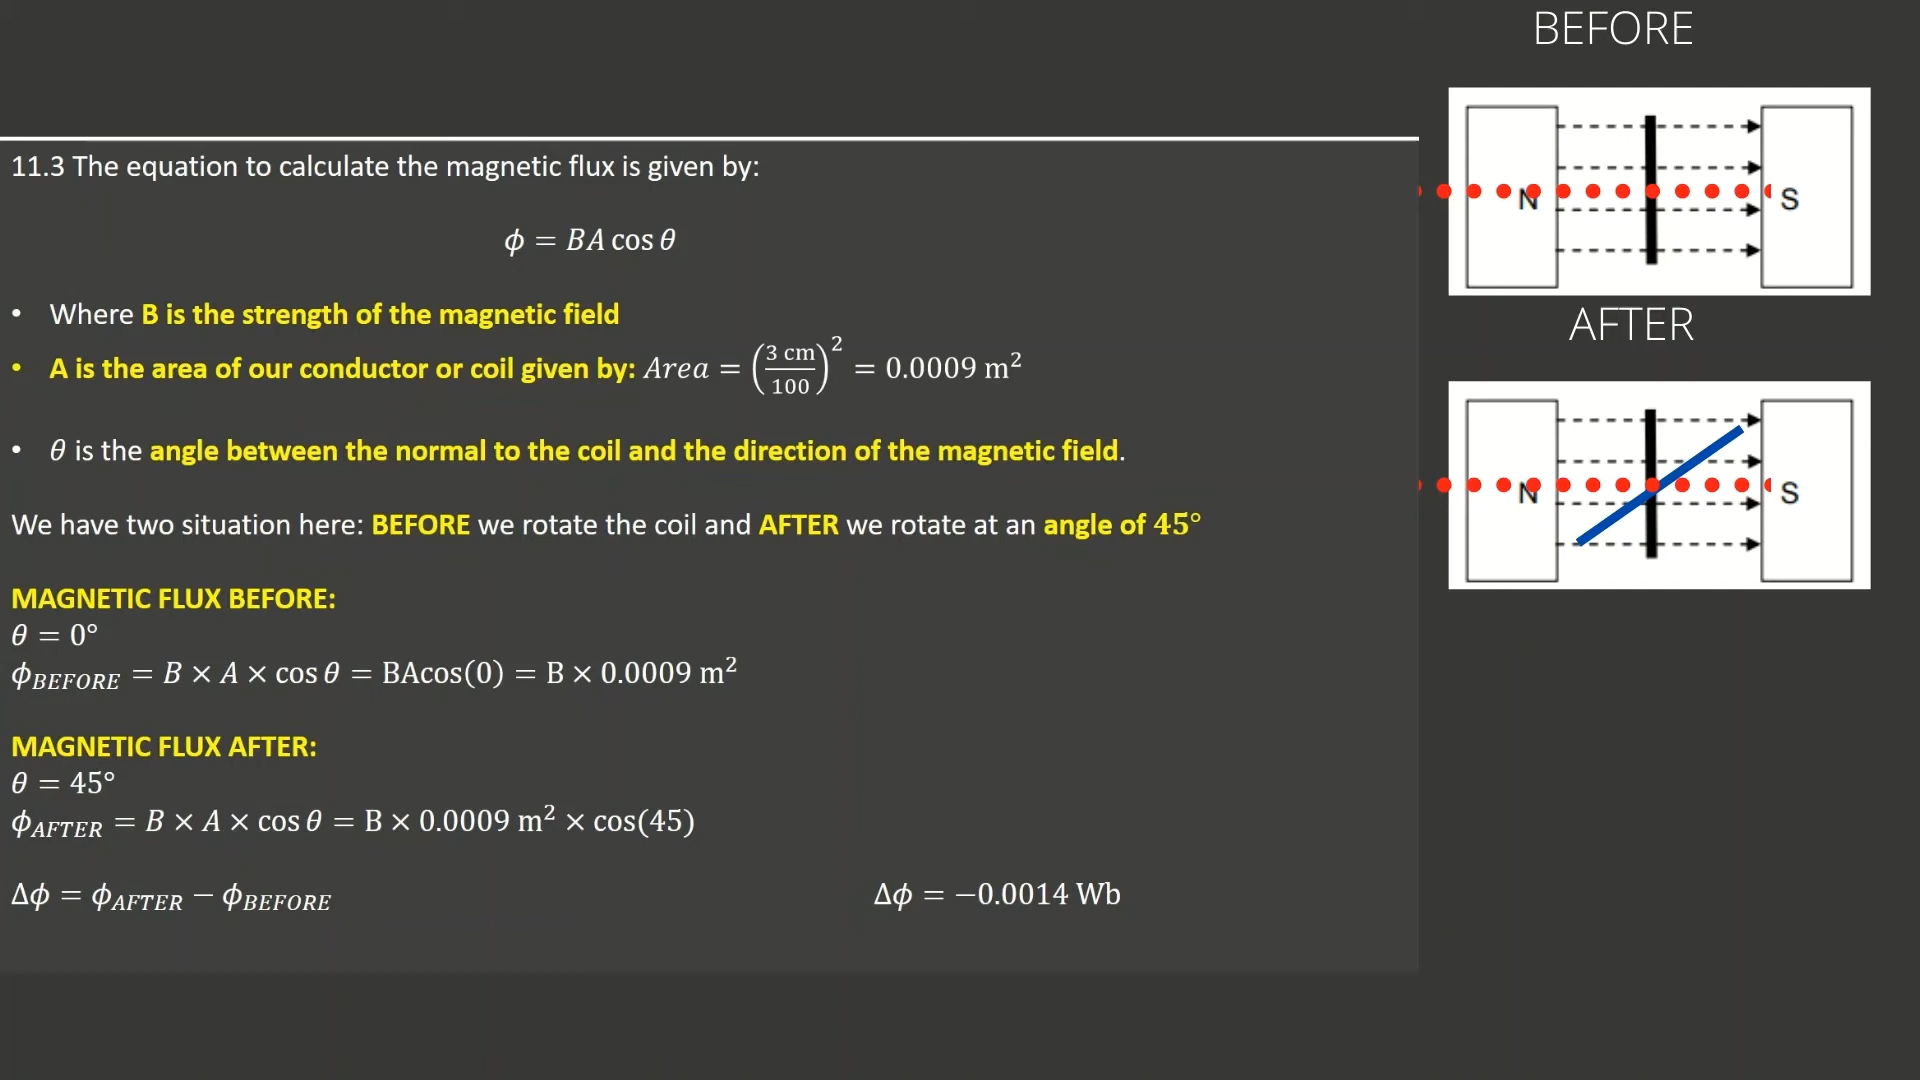 BEFORE
11.3 The equation to calculate the magnetic flux is given by:
N
S
ϕ = BA cos θ
• Where B is the strength of the magnetic field
AFTER
• A is the area of our conductor or coil given by: Area = (3 cm/100)² = 0.0009 m²
• θ is the angle between the normal to the coil and the direction of the magnetic field.
N
S
We have two situation here: BEFORE we rotate the coil and AFTER we rotate at an angle of 45°
MAGNETIC FLUX BEFORE:
θ = 0°
ϕBEFORE = B × A × cos θ = BAcos(0) = B × 0.0009 m²
MAGNETIC FLUX AFTER:
θ = 45°
ϕAFTER = B × A × cos θ = B × 0.0009 m² × cos(45)
Δϕ = ϕAFTER − ϕBEFORE
Δϕ = −0.0014 Wb